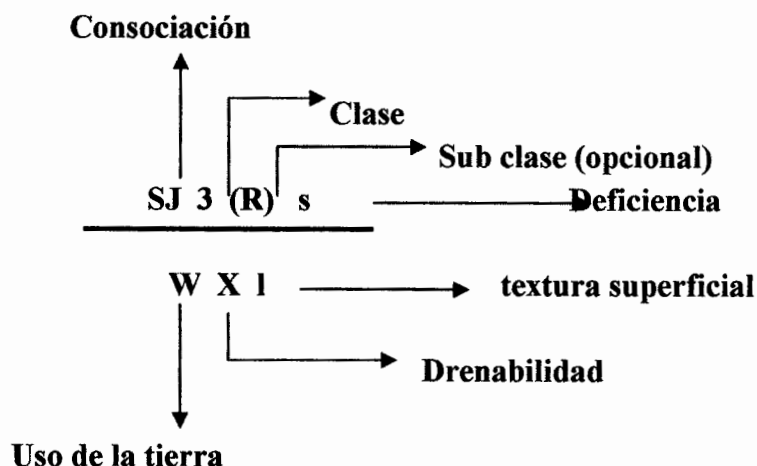 Consociación
Clase
Sub clase (opcional)
SJ 3 (R) s
Deficiencia
W X l
textura superficial
Drenabilidad
Uso de la tierra